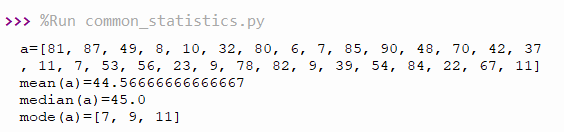 >>> %Run common_statistics.py
a=[81, 87, 49, 8, 10, 32, 80, 6, 7, 85, 90, 48, 70, 42, 37
, 11, 7, 53, 56, 23, 9, 78, 82, 9, 39, 54, 84, 22, 67, 11]
mean(a)=44.56666666666667
median(a)=45.0
mode(a)=[7, 9, 11]